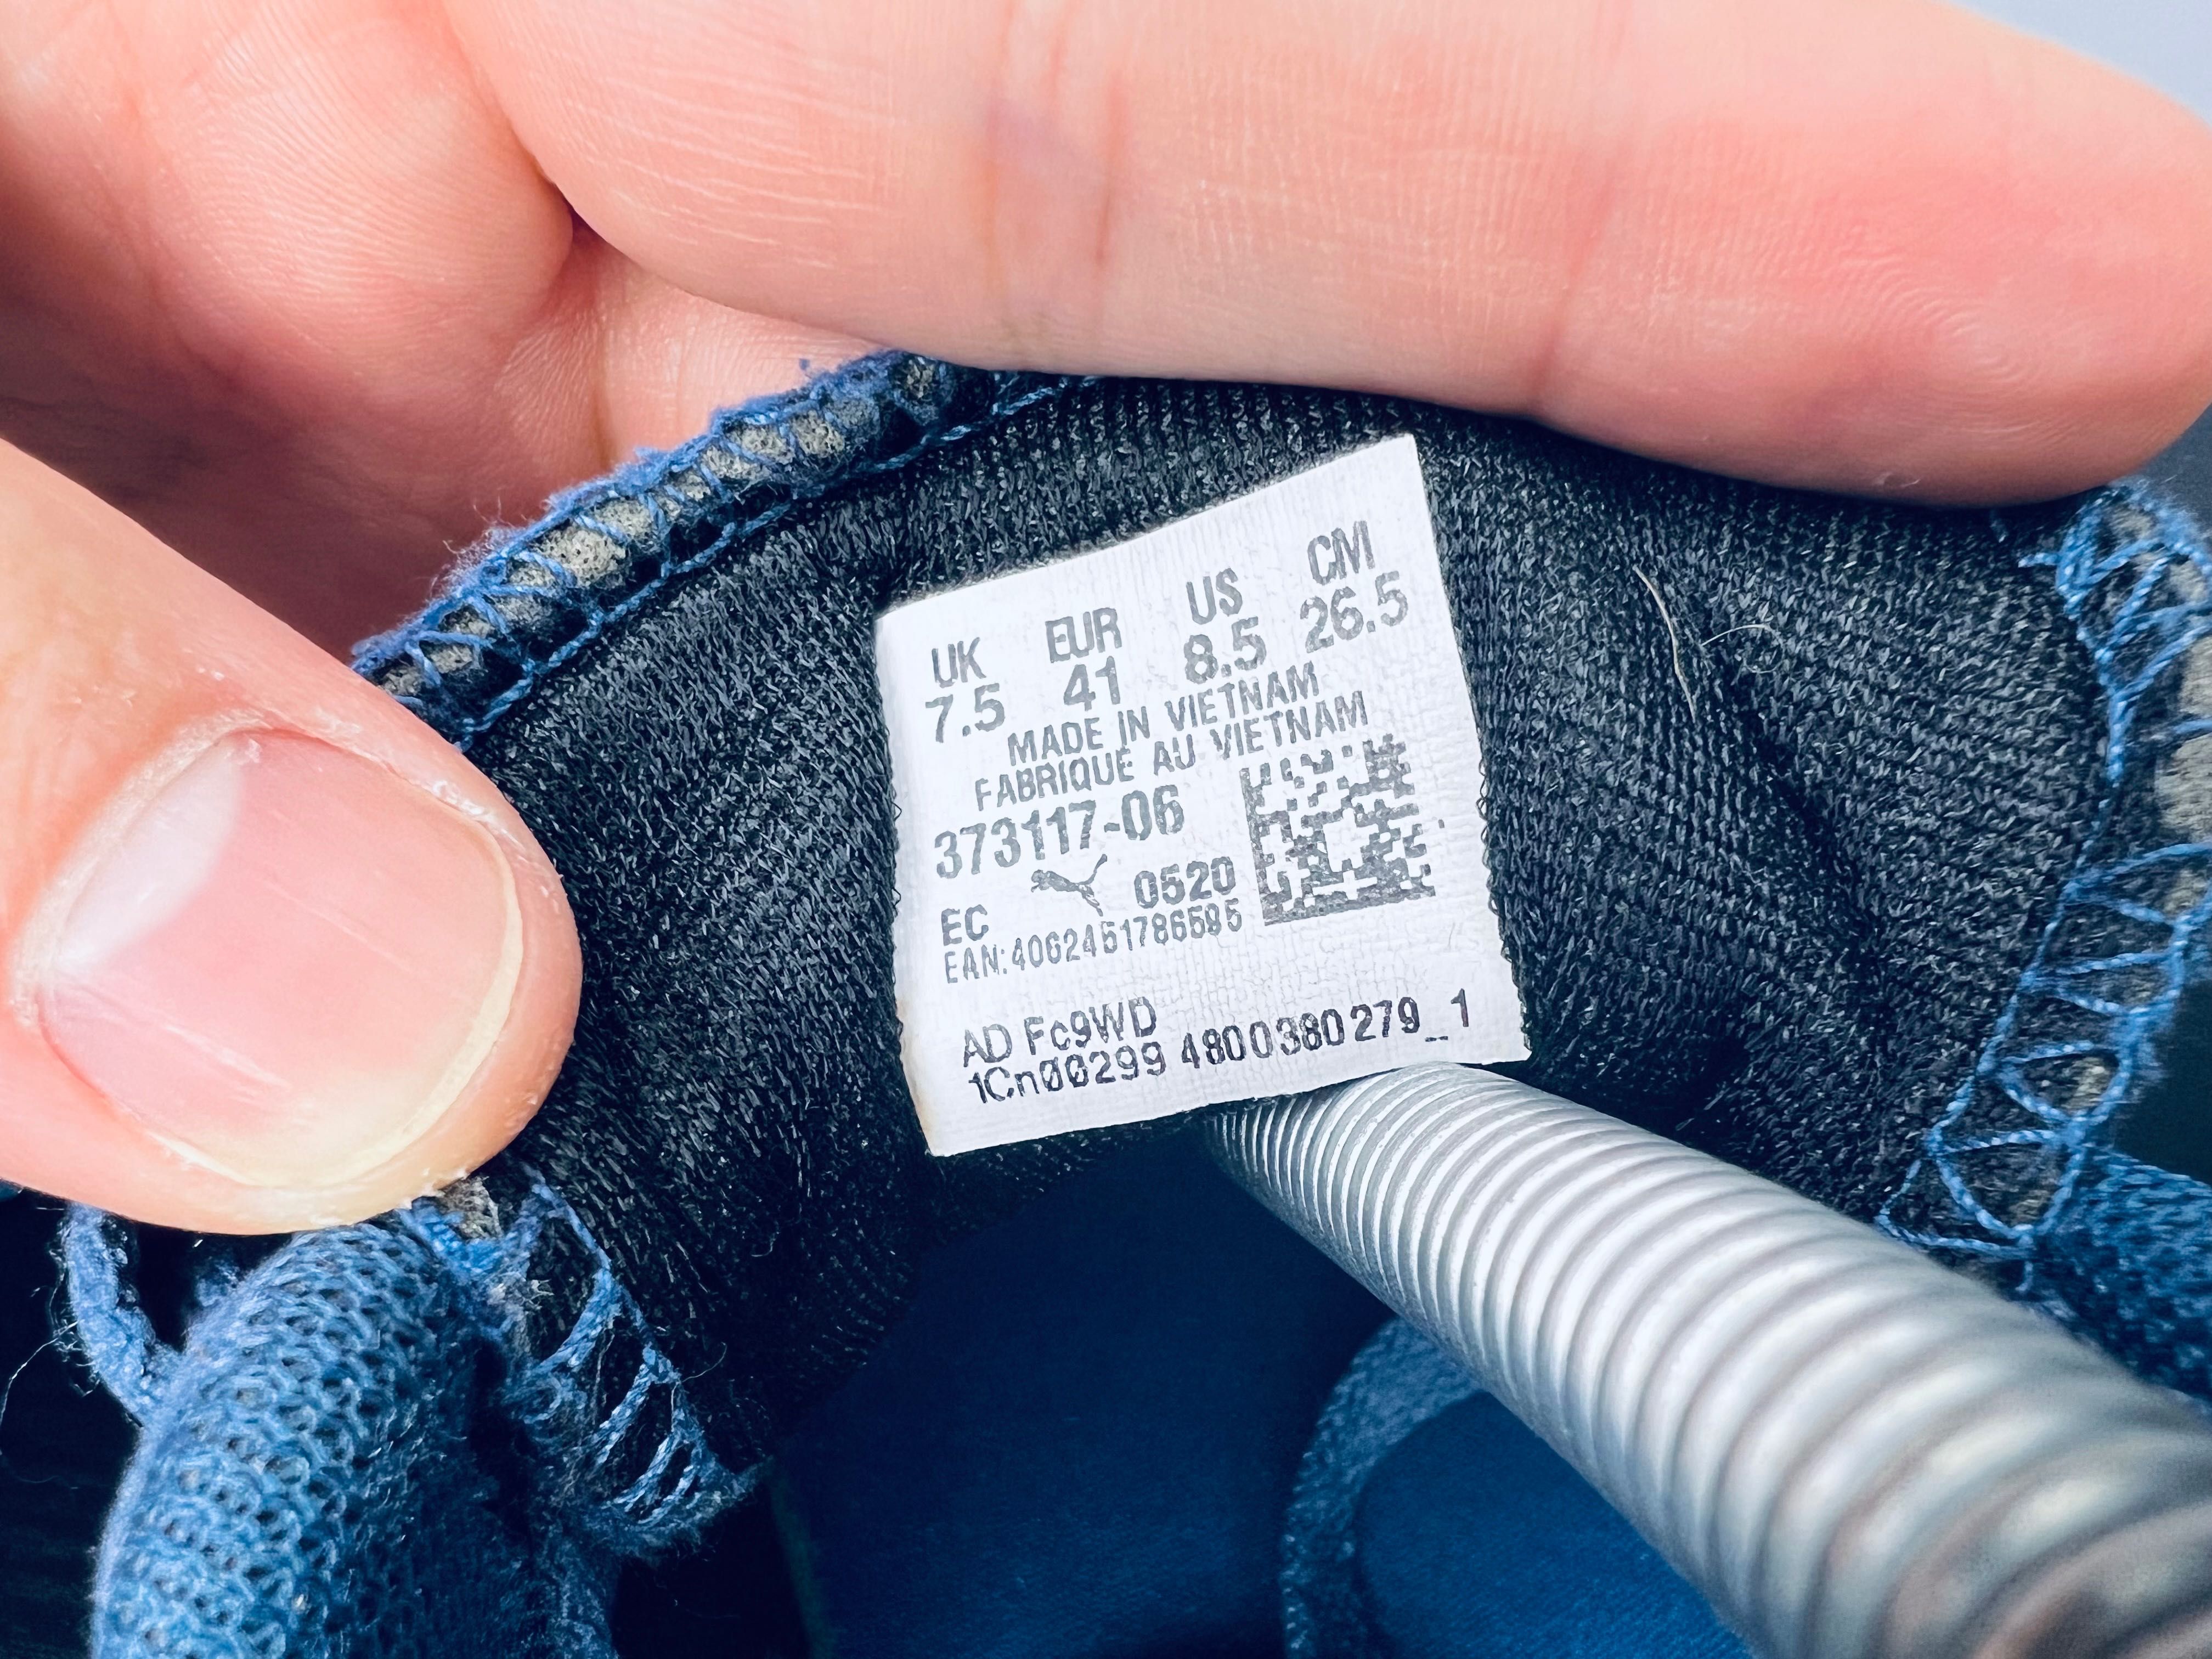 UK EUR US CM
7.5 41 8.5 26.5
MADE IN VIETNAM
FABRIQUÉ AU VIETNAM
373117-06
EC 0520
EAN:4062451786595
AD Fc9WD
1Cn00299 4800380279_1